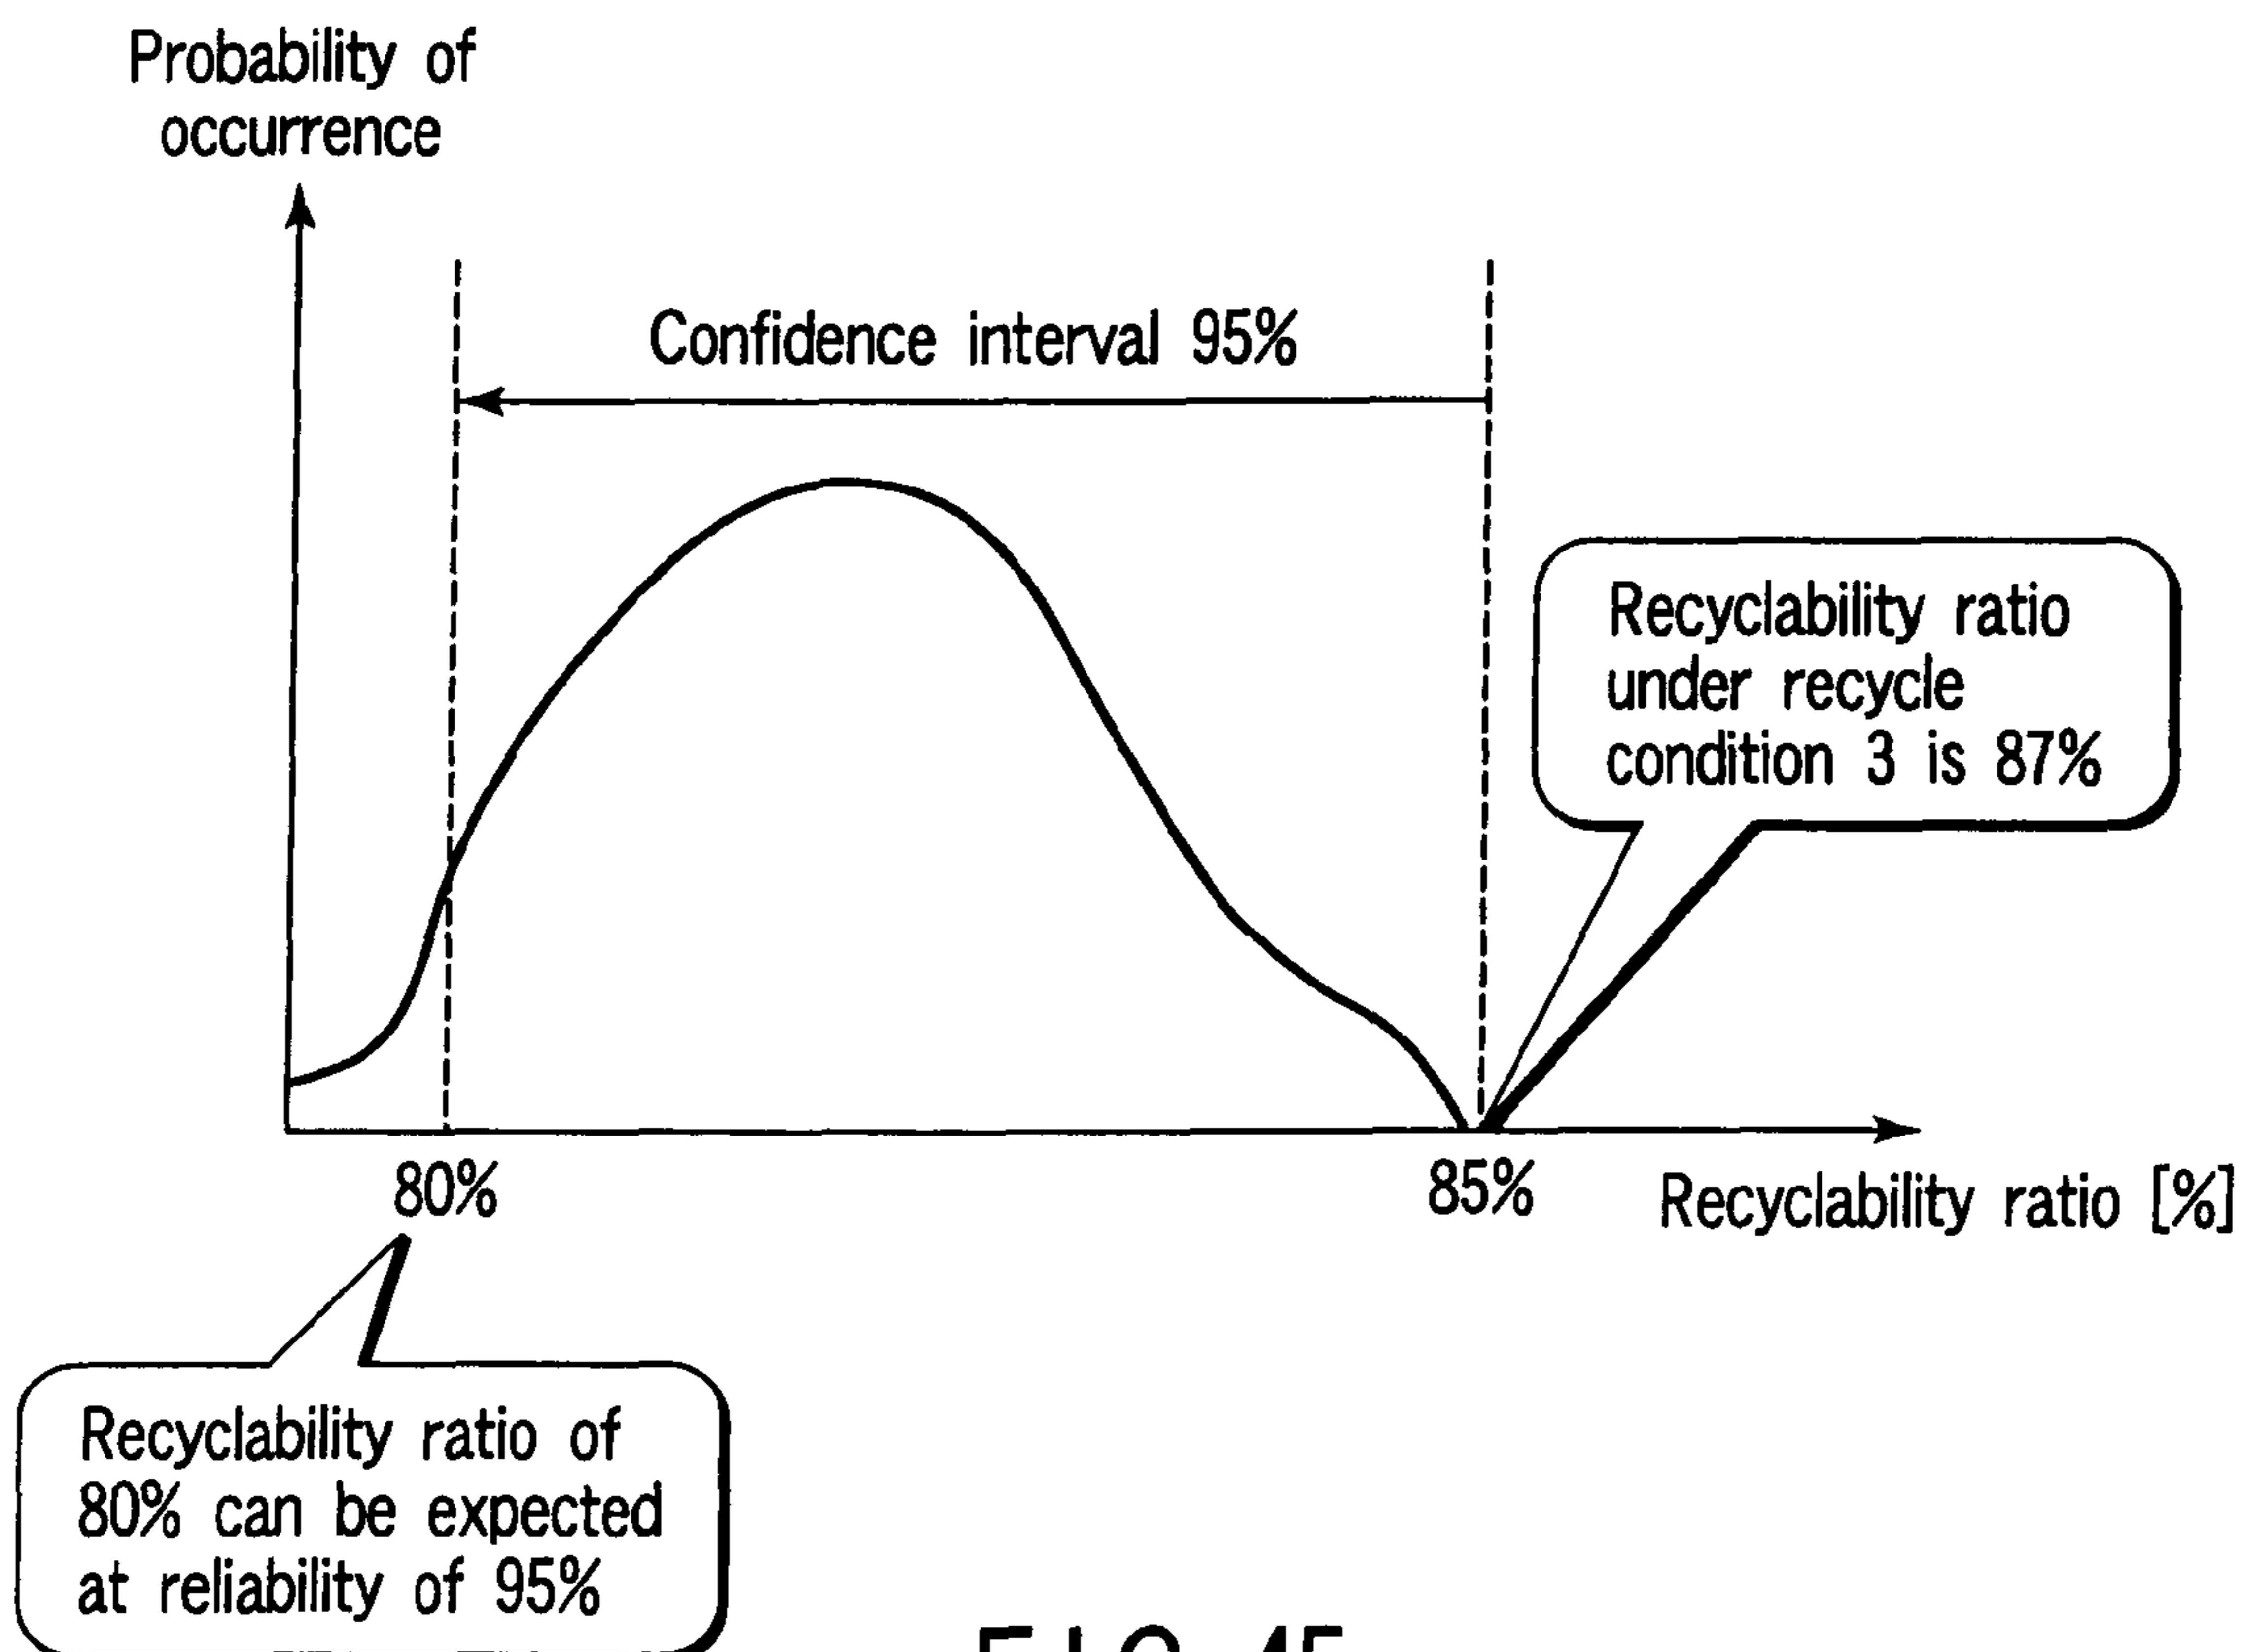 Probability of
occurrence
Confidence interval 95%
Recyclability ratio
under recycle
condition 3 is 87%
80%
85%
Recyclability ratio [%]
Recyclability ratio of
80% can be expected
at reliability of 95%